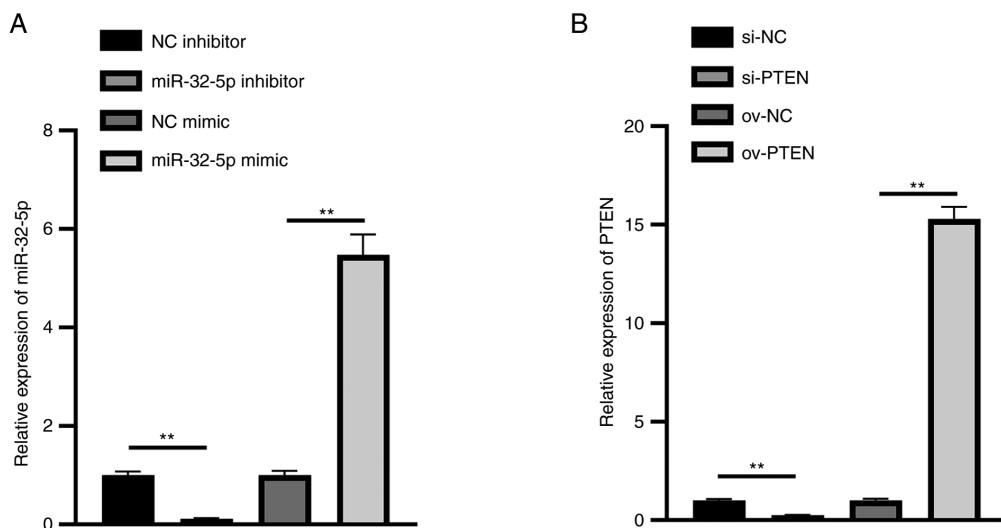 A
NC inhibitor
miR-32-5p inhibitor
NC mimic
miR-32-5p mimic
Relative expression of miR-32-5p
8
6
4
2
0
**
**
B
si-NC
si-PTEN
ov-NC
ov-PTEN
Relative expression of PTEN
20
15
10
5
0
**
**